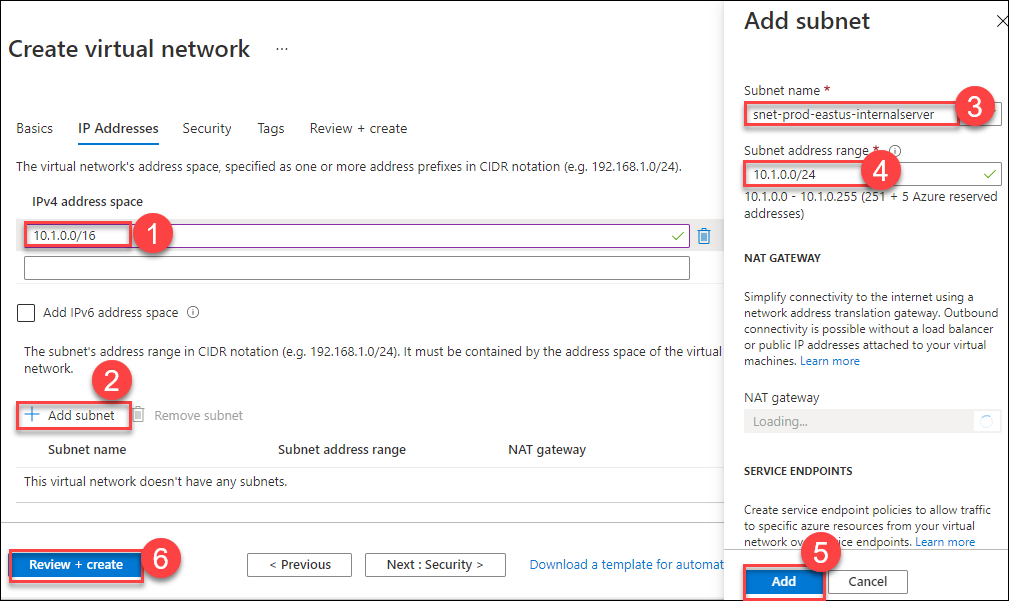 Create virtual network ...
Basics IP Addresses Security Tags Review + create
The virtual network's address space, specified as one or more address prefixes in CIDR notation (e.g. 192.168.1.0/24).
IPv4 address space
10.1.0.0/16 1
Add IPv6 address space
The subnet's address range in CIDR notation (e.g. 192.168.1.0/24). It must be contained by the address space of the virtual
network.
2
+ Add subnet Remove subnet
Subnet name Subnet address range NAT gateway
This virtual network doesn't have any subnets.
Review + create 6 < Previous Next : Security > Download a template for automat
Add subnet
Subnet name *
snet-prod-eastus-internalserver 3
Subnet address range *
10.1.0.0/24 4
10.1.0.0 - 10.1.0.255 (251 + 5 Azure reserved
addresses)
NAT GATEWAY
Simplify connectivity to the internet using a
network address translation gateway. Outbound
connectivity is possible without a load balancer
or public IP addresses attached to your virtual
machines. Learn more
NAT gateway
Loading...
SERVICE ENDPOINTS
Create service endpoint policies to allow traffic
to specific azure resources from your virtual
network over service endpoints. Learn more
5
Add Cancel